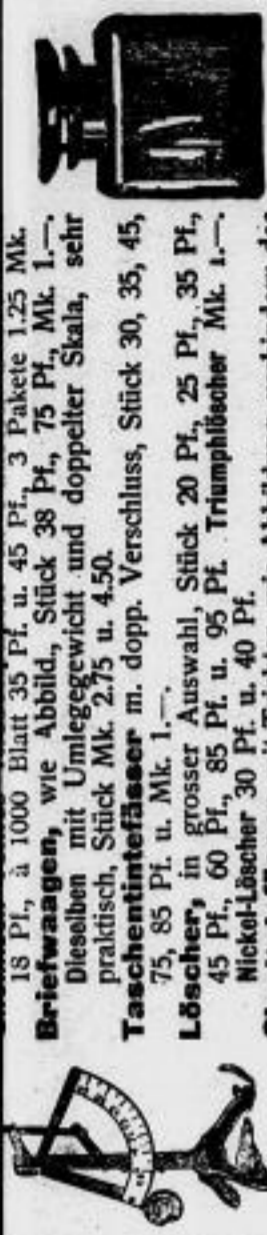 18 Pf., à 1000 Blatt 35 Pf. u. 45 Pf., 3 Pakete 1.25 Mk.
Briefwaagen, wie Abbild., Stück 38 Pf., 75 Pf., Mk. 1.—.
Dieselben mit Umlegegewicht und doppelter Skala, sehr
praktisch, Stück Mk. 2.75 u. 4.50.
Taschentintefässer m. dopp. Verschluss, Stück 30, 35, 45,
75, 85 Pf. u. Mk. 1.—.
Löscher, in grosser Auswahl, Stück 20 Pf., 25 Pf., 35 Pf.,
45 Pf., 60 Pf., 85 Pf. u. 95 Pf. Triumphlöscher Mk. 1.—.
Nickel-Löscher 30 Pf. u. 40 Pf.